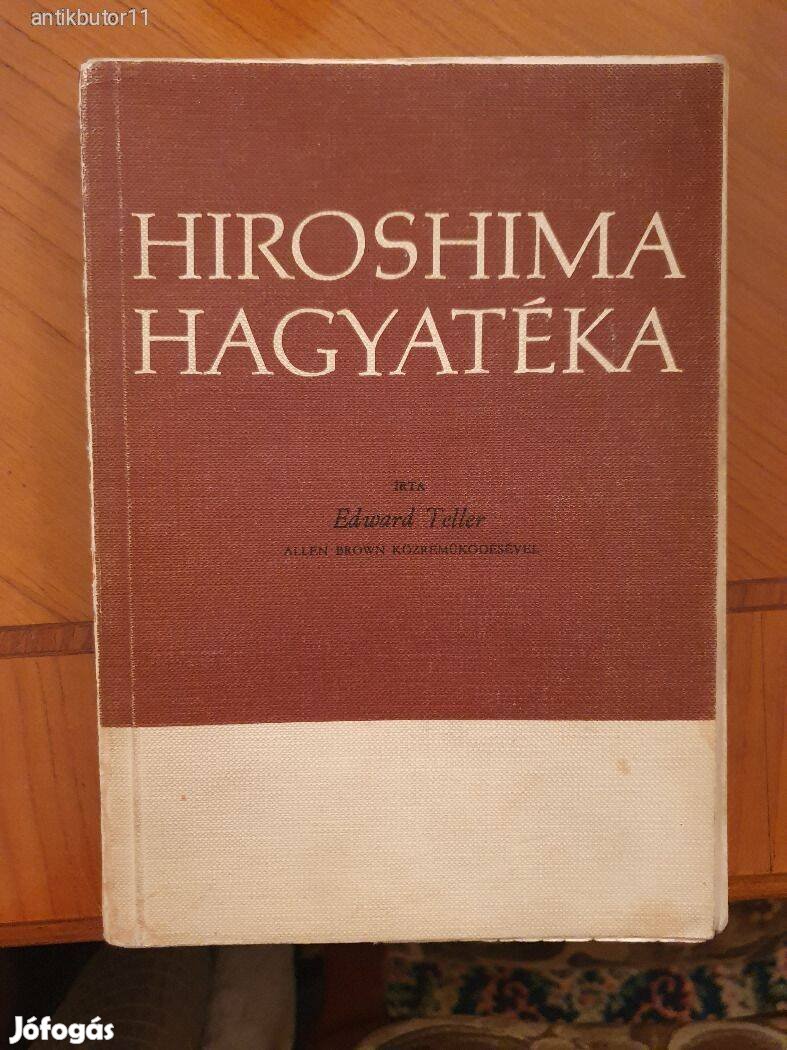 antikbutor11
HIROSHIMA
HAGYATÉKA
ÍRTA
Edward Teller
ALLEN BROWN KÖZREMŰKÖDÉSÉVEL
Jófogás